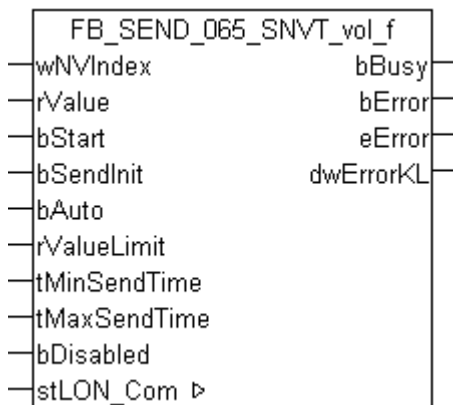 FB_SEND_065_SNVT_vol_f
wNVIndex bBusy
rValue bError
bStart eError
bSendInit dwErrorKL
bAuto
rValueLimit
tMinSendTime
tMaxSendTime
bDisabled
stLON_Com ▷